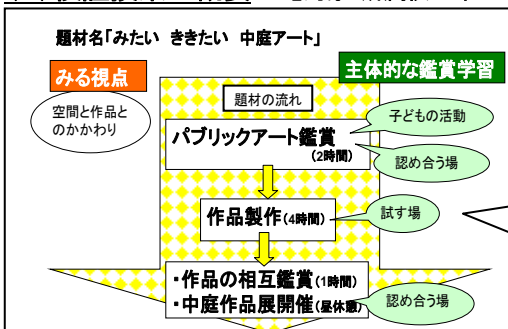 題材名「みたい ききたい 中庭アート」
みる視点
主体的な鑑賞学習
空間と作品と
のかかわり
題材の流れ
子どもの活動
パブリックアート鑑賞
(2時間)
認め合う場
作品製作(4時間)
試す場
・作品の相互鑑賞(1時間)
・中庭作品展開催(昼休憩)
認め合う場